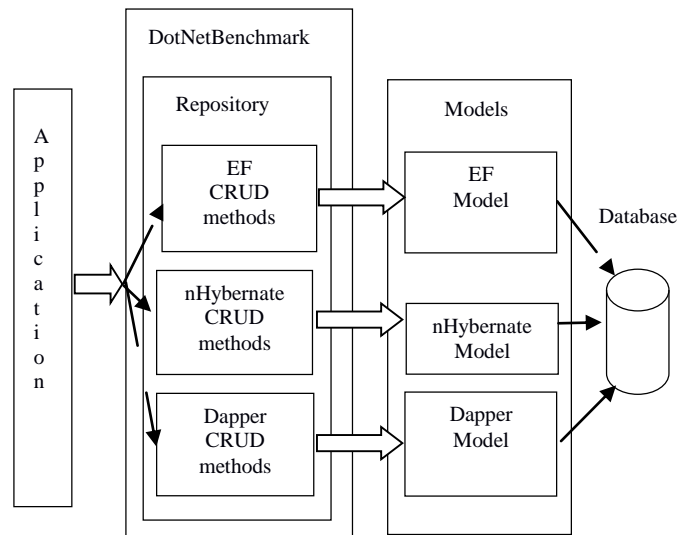 DotNetBenchmark
Repository
Models
Application
EF
CRUD
methods
EF
Model
Database
nHybernate
CRUD
methods
nHybernate
Model
Dapper
CRUD
methods
Dapper
Model